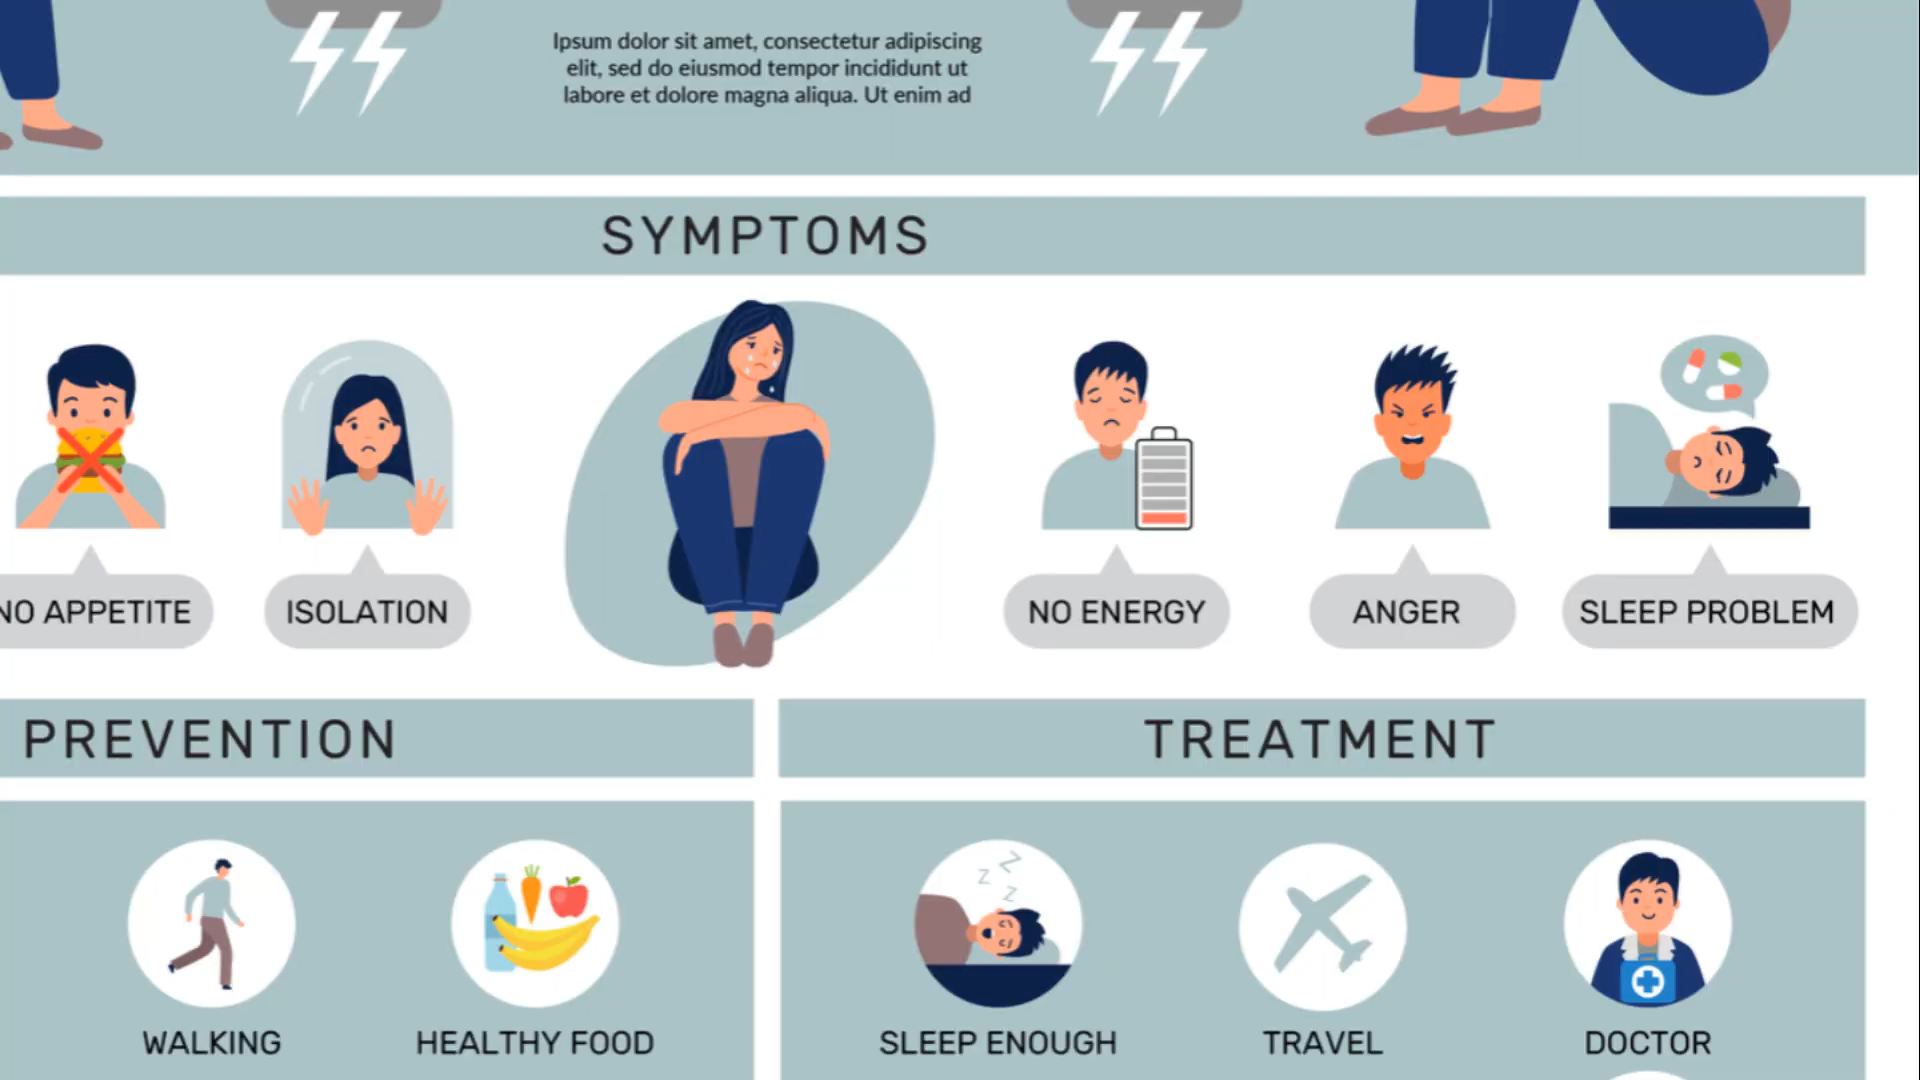 Ipsum dolor sit amet, consectetur adipiscing
elit, sed do eiusmod tempor incididunt ut
labore et dolore magna aliqua. Ut enim ad
SYMPTOMS
NO APPETITE
ISOLATION
NO ENERGY
ANGER
SLEEP PROBLEM
PREVENTION
TREATMENT
Z
Z
Z
WALKING
HEALTHY FOOD
SLEEP ENOUGH
TRAVEL
DOCTOR